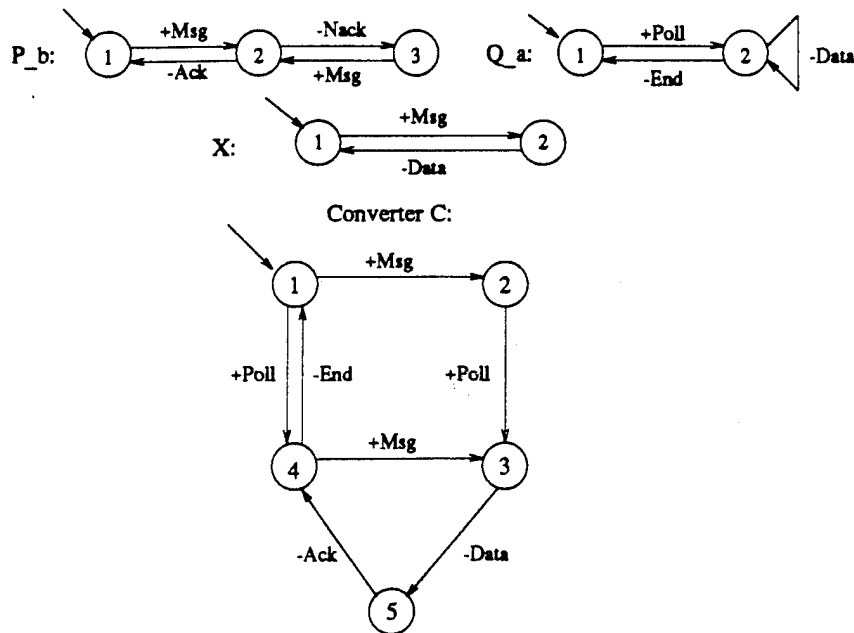 P_b:
1
+Msg
-Ack
2
-Nack
+Msg
3
Q_a:
1
+Poll
-End
2
-Data
X:
1
+Msg
-Data
2
Converter C:
1
+Msg
2
+Poll
-End
+Poll
4
+Msg
3
-Ack
-Data
5